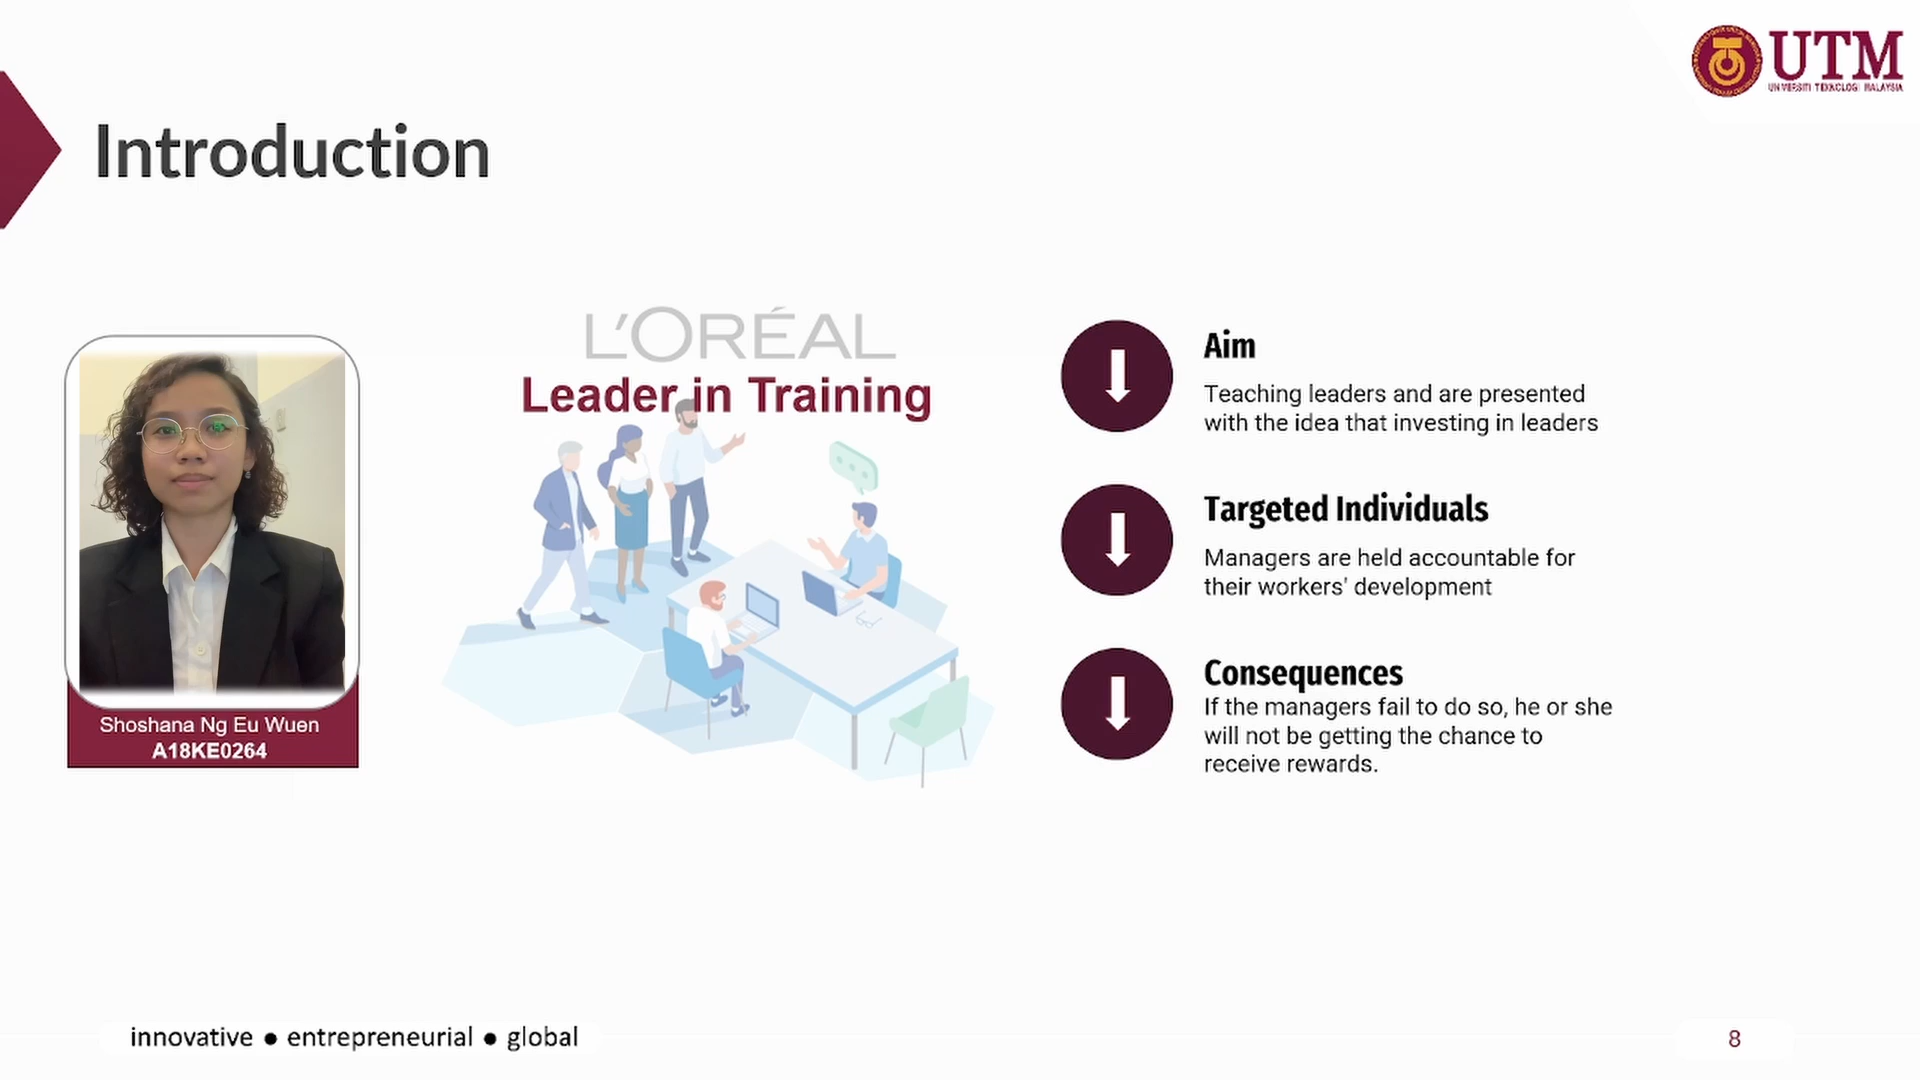 UTM
UNIVERSITI TEKNOLOGI MALAYSIA
Introduction
L'ORÉAL
Leader in Training
Shoshana Ng Eu Wuen
A18KE0264
Aim
Teaching leaders and are presented
with the idea that investing in leaders
Targeted Individuals
Managers are held accountable for
their workers' development
Consequences
If the managers fail to do so, he or she
will not be getting the chance to
receive rewards.
innovative ● entrepreneurial ● global
8